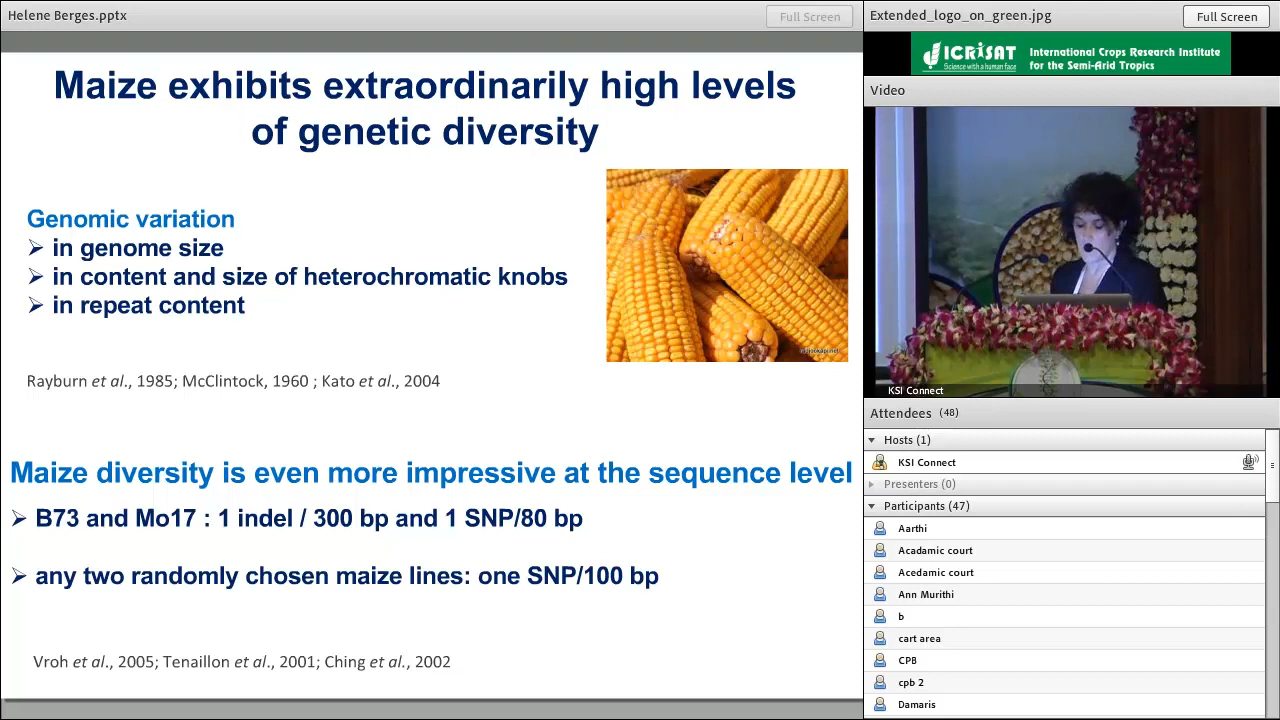 Helene Berges.pptx
Full Screen
Maize exhibits extraordinarily high levels
of genetic diversity
Genomic variation
➢ in genome size
➢ in content and size of heterochromatic knobs
➢ in repeat content
Rayburn et al., 1985; McClintock, 1960 ; Kato et al., 2004
Maize diversity is even more impressive at the sequence level
➢ B73 and Mo17 : 1 indel / 300 bp and 1 SNP/80 bp
➢ any two randomly chosen maize lines: one SNP/100 bp
Vroh et al., 2005; Tenaillon et al., 2001; Ching et al., 2002
Extended_logo_on_green.jpg
Full Screen
ICRISAT
Science with a human face
International Crops Research Institute
for the Semi-Arid Tropics
Video
KSI Connect
Attendees (48)
Hosts (1)
KSI Connect
Presenters (0)
Participants (47)
Aarthi
Acadamic court
Acedamic court
Ann Murithi
b
cart area
CPB
cpb 2
Damaris